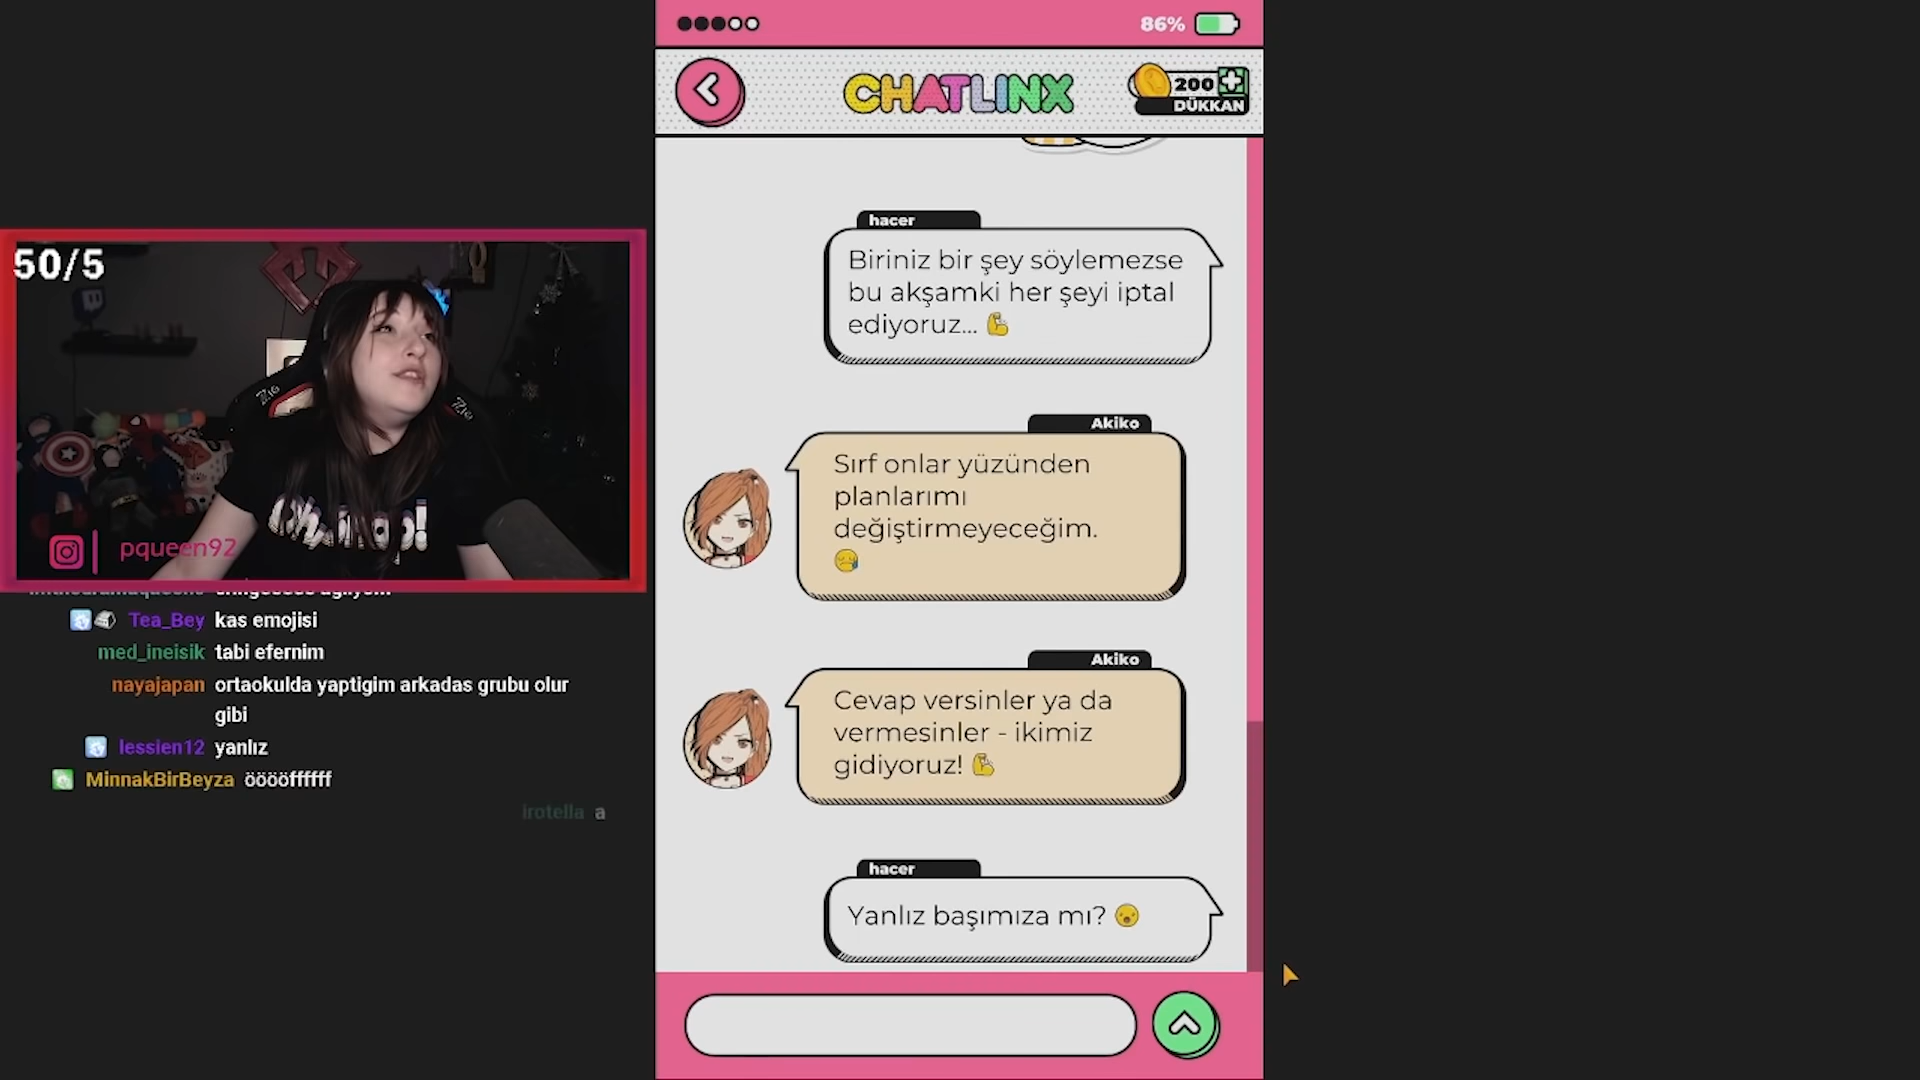 86%
CHATLINX
200
DÜKKAN
hacer
Biriniz bir şey söylemezse
bu akşamki her şeyi iptal
ediyoruz... 💪
Akiko
Sırf onlar yüzünden
planlarımı
değiştirmeyeceğim.
😥
Akiko
Cevap versinler ya da
vermesinler - ikimiz
gidiyoruz! 💪
hacer
Yanlız başımıza mı? 😮
50/5
pqueen92
Tea_Bey kas emojisi
med_ineisik tabi efernim
nayajapan ortaokulda yaptigim arkadas grubu olur
gibi
lessien12 yanlız
MinnakBirBeyza ööööffffff
irotella a